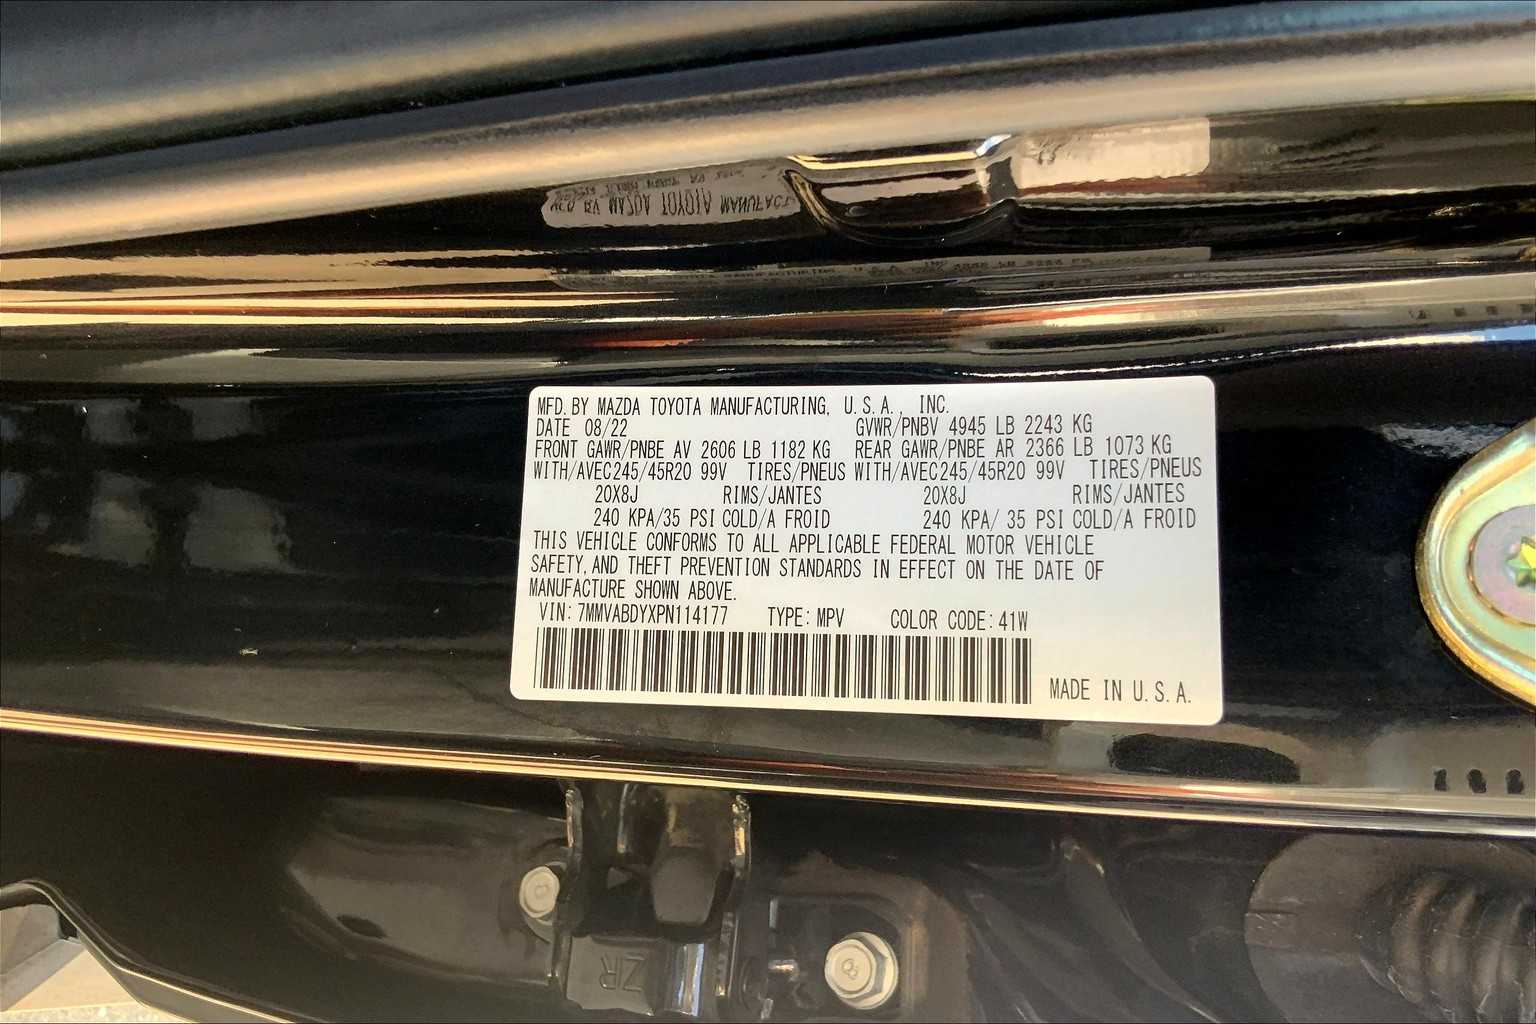 MFD. BY MAZDA TOYOTA MANUFACTURING, U.S.A., INC.
DATE 08/22 GVWR/PNBV 4945 LB 2243 KG
FRONT GAWR/PNBE AV 2606 LB 1182 KG REAR GAWR/PNBE AR 2366 LB 1073 KG
WITH/AVEC245/45R20 99V TIRES/PNEUS WITH/AVEC245/45R20 99V TIRES/PNEUS
20X8J RIMS/JANTES 20X8J RIMS/JANTES
240 KPA/35 PSI COLD/A FROID 240 KPA/ 35 PSI COLD/A FROID
THIS VEHICLE CONFORMS TO ALL APPLICABLE FEDERAL MOTOR VEHICLE
SAFETY, AND THEFT PREVENTION STANDARDS IN EFFECT ON THE DATE OF
MANUFACTURE SHOWN ABOVE.
VIN: 7MMVABDYXPN114177 TYPE: MPV COLOR CODE: 41W
MADE IN U.S.A.
ZR
8
8